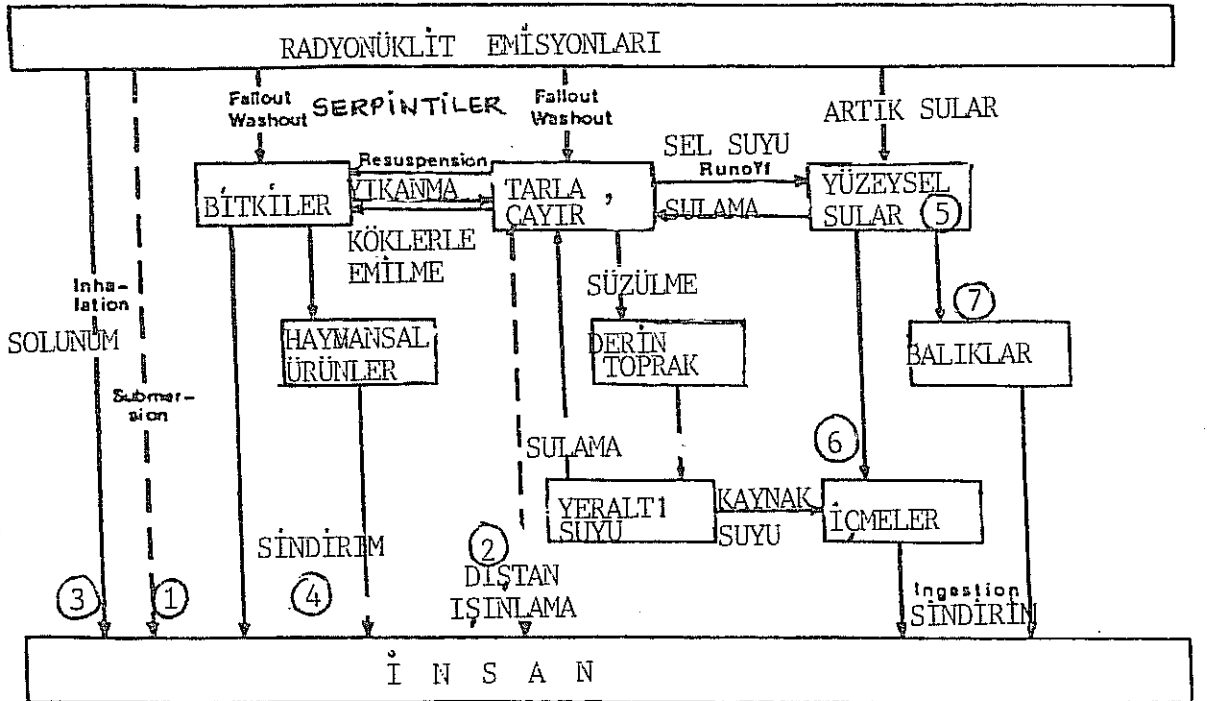 RADYONÜKLİT EMİSYONLARI
Fallout
Washout
SERPİNTİLER
Fallout
Washout
ARTIK SULAR
Resuspension
YIKANMA
KÖKLERLE
EMİLME
SEL SUYU
Runoff
SULAMA
BİTKİLER
TARLA ,
ÇAYIR
YÜZEYSEL
SULAR 5
Inha-
lation
SOLUNUM
Submer-
sion
SÜZÜLME
7
HAYMANSAL
ÜRÜNLER
DERİN
TOPRAK
BALIKLAR
SULAMA
6
YERALTI
SUYU
KAYNAK
SUYU
İÇMELER
SİNDİRİM
2
DIŞTAN
IŞINLAMA
3
1
4
Ingestion
SİNDİRİN
İ N S A N